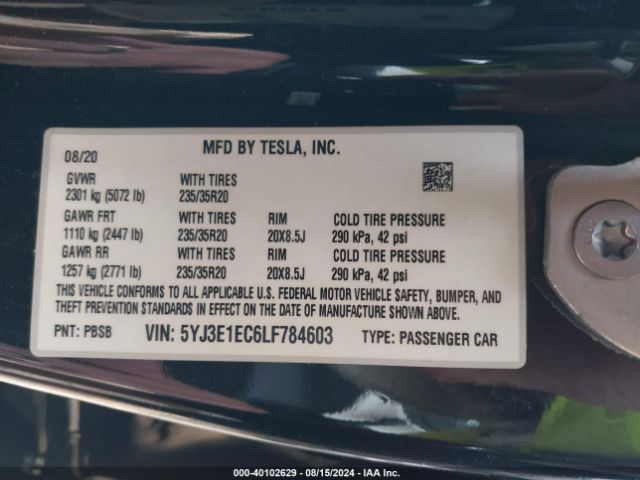 MFD BY TESLA, INC.
08/20
GVWR WITH TIRES
2301 kg (5072 lb) 235/35R20
GAWR FRT WITH TIRES RIM COLD TIRE PRESSURE
1110 kg (2447 lb) 235/35R20 20X8.5J 290 kPa, 42 psi
GAWR RR WITH TIRES RIM COLD TIRE PRESSURE
1257 kg (2771 lb) 235/35R20 20X8.5J 290 kPa, 42 psi
THIS VEHICLE CONFORMS TO ALL APPLICABLE U.S. FEDERAL MOTOR VEHICLE SAFETY, BUMPER, AND
THEFT PREVENTION STANDARDS IN EFFECT ON THE DATE OF MANUFACTURE SHOWN ABOVE.
PNT: PBSB VIN: 5YJ3E1EC6LF784603 TYPE: PASSENGER CAR
000-40102629 - 08/15/2024 - IAA Inc.